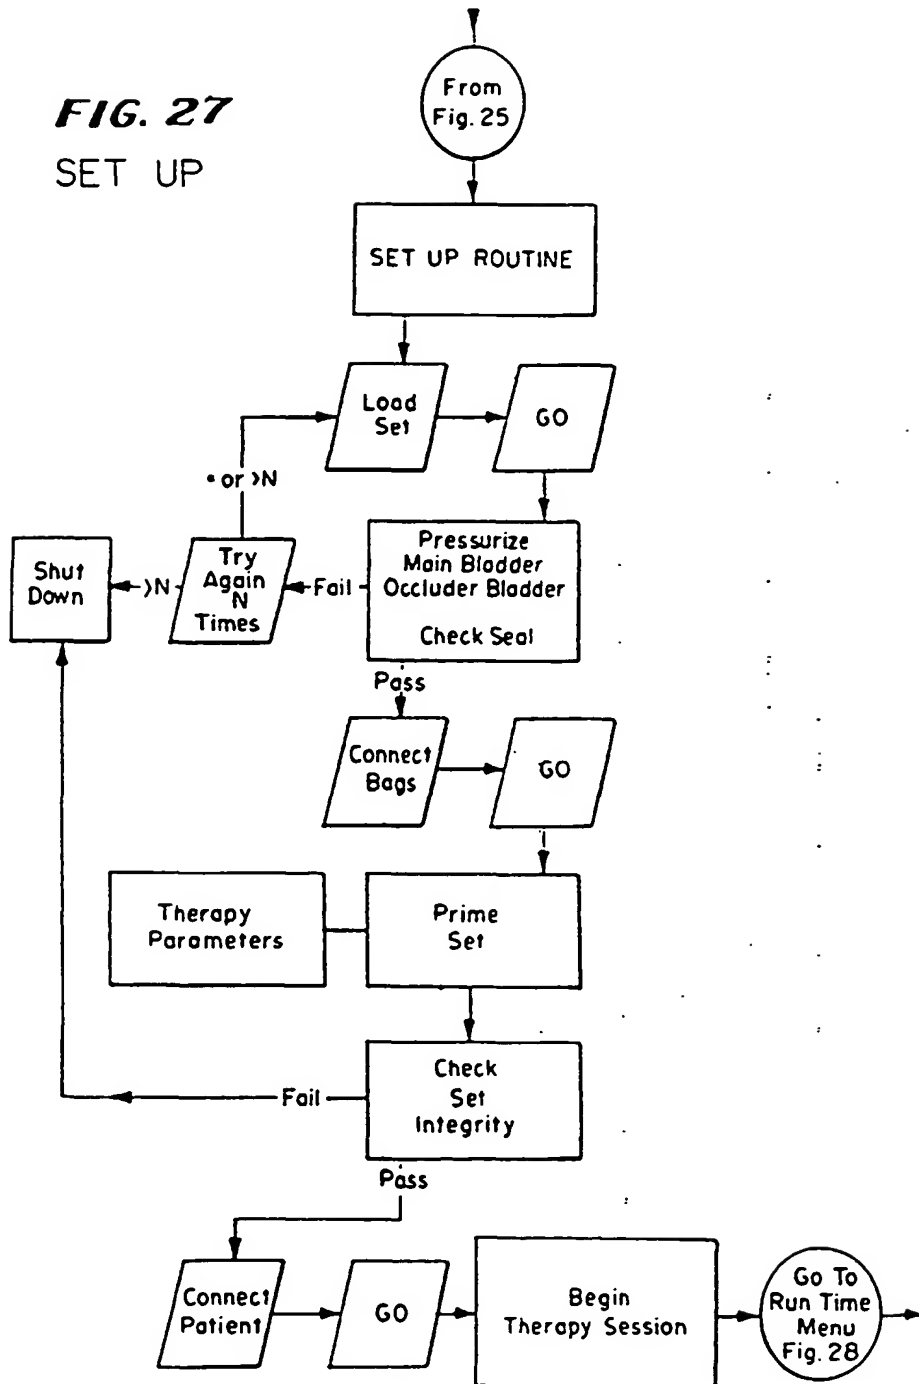 From
Fig. 25
FIG. 27
SET UP
SET UP ROUTINE
Load
Set
GO
• or >N
Shut
Down
>N
Try
Again
N
Times
Fail
Pressurize
Main Bladder
Occluder Bladder
Check Seal
Pass
Connect
Bags
GO
Therapy
Parameters
Prime
Set
Check
Set
Integrity
Fail
Pass
Connect
Patient
GO
Begin
Therapy Session
Go To
Run Time
Menu
Fig. 28